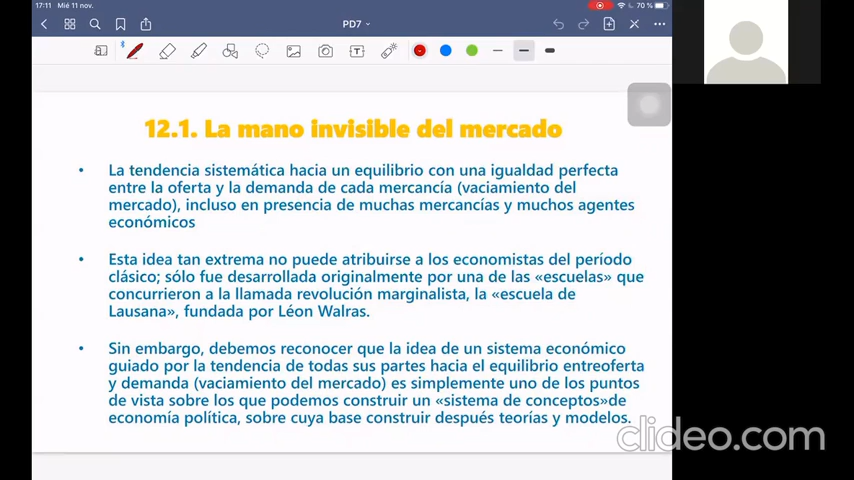 17:11 Mié 11 nov.
70 %
PD7
12.1. La mano invisible del mercado
• La tendencia sistemática hacia un equilibrio con una igualdad perfecta
entre la oferta y la demanda de cada mercancía (vaciamiento del
mercado), incluso en presencia de muchas mercancías y muchos agentes
económicos
• Esta idea tan extrema no puede atribuirse a los economistas del período
clásico; sólo fue desarrollada originalmente por una de las «escuelas» que
concurrieron a la llamada revolución marginalista, la «escuela de
Lausana», fundada por Léon Walras.
• Sin embargo, debemos reconocer que la idea de un sistema económico
guiado por la tendencia de todas sus partes hacia el equilibrio entreoferta
y demanda (vaciamiento del mercado) es simplemente uno de los puntos
de vista sobre los que podemos construir un «sistema de conceptos»de
economía política, sobre cuya base construir después teorías y modelos.
clideo.com